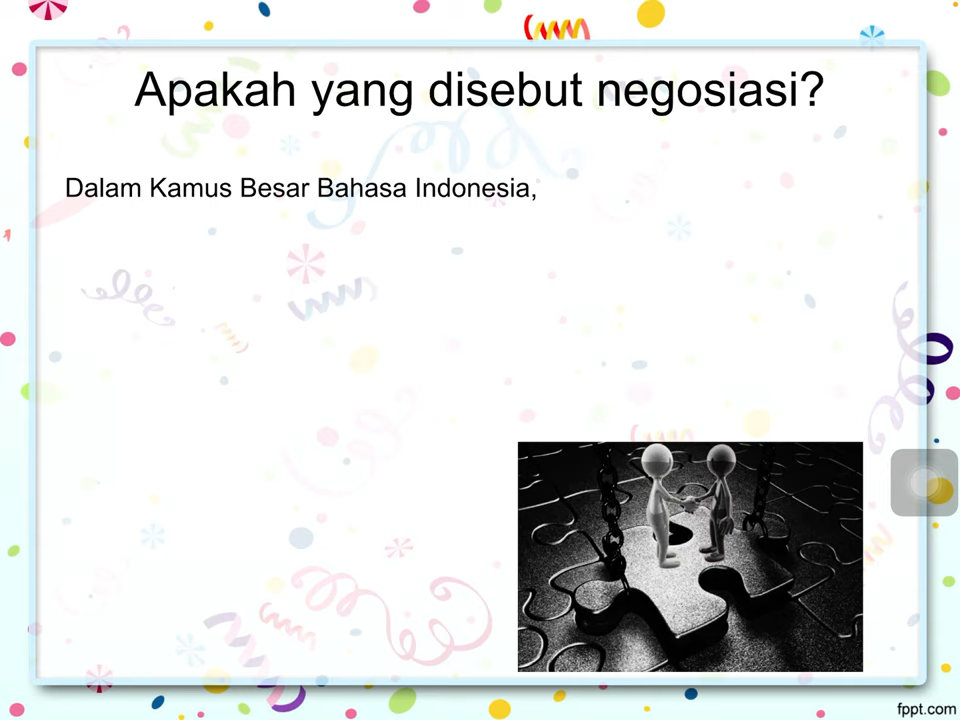 Apakah yang disebut negosiasi?
Dalam Kamus Besar Bahasa Indonesia,
fppt.com